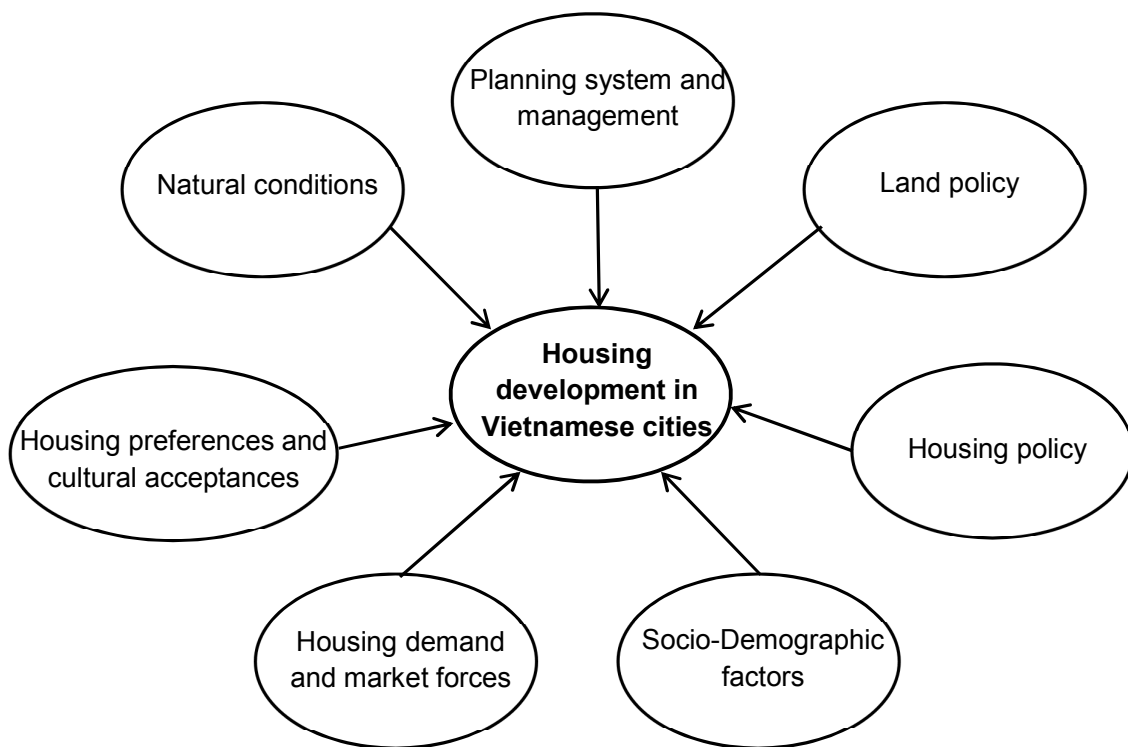 Planning system and
management
Natural conditions
Land policy
Housing
development in
Vietnamese cities
Housing preferences and
cultural acceptances
Housing policy
Housing demand
and market forces
Socio-Demographic
factors